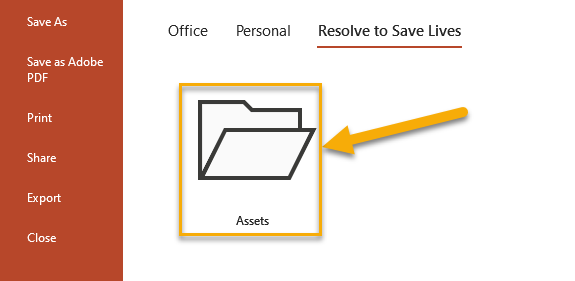 Save As
Save as Adobe
PDF
Print
Share
Export
Close
Office Personal Resolve to Save Lives
Assets